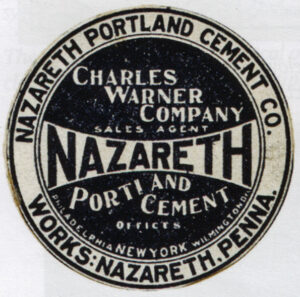 NAZARETH PORTLAND CEMENT CO.
CHARLES
WARNER
COMPANY
SALES AGENT
NAZARETH
PORTLAND
CEMENT
OFFICES
PHILADELPHIA NEW YORK WILMINGTON D.
WORKS: NAZARETH, PENNA.